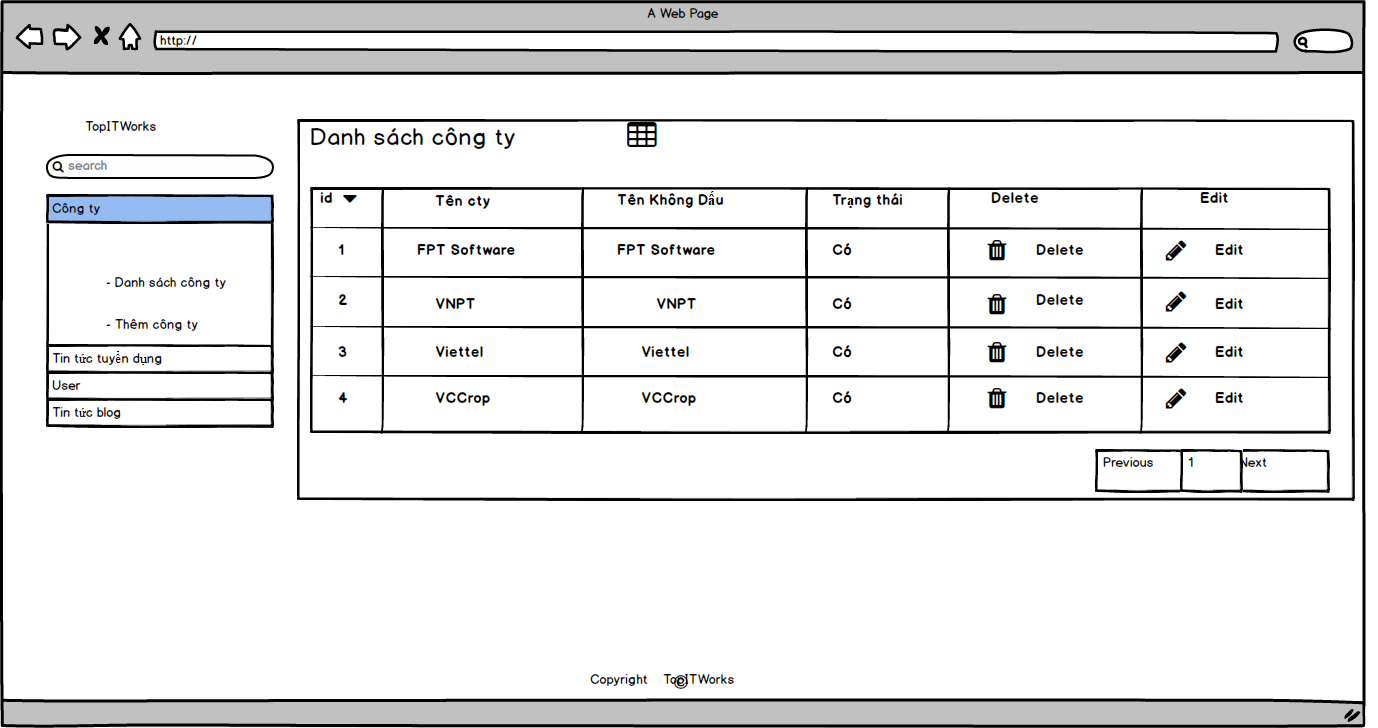 A Web Page
http://
TopITWorks
search
Công ty
- Danh sách công ty
- Thêm công ty
Tin tức tuyển dụng
User
Tin tức blog
Danh sách công ty
id Tên cty Tên Không Dấu Trạng thái Delete Edit
1 FPT Software FPT Software Có Delete Edit
2 VNPT VNPT Có Delete Edit
3 Viettel Viettel Có Delete Edit
4 VCCrop VCCrop Có Delete Edit
Previous 1 Next
Copyright © TopITWorks